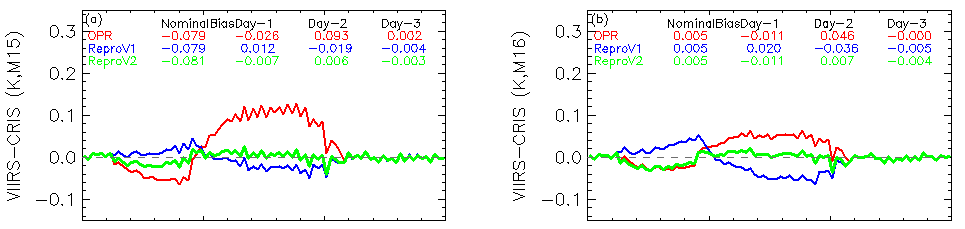 (a) NominalBias Day-1 Day-2 Day-3
OPR -0.079 -0.026 0.093 0.002
ReproV1 -0.079 0.012 -0.019 -0.004
ReproV2 -0.081 -0.007 0.006 -0.003
0.3
0.2
0.1
0.0
-0.1
VIIRS-CRIS (K,M15)
(b) NominalBias Day-1 Day-2 Day-3
OPR 0.005 -0.011 0.046 -0.000
ReproV1 0.005 0.020 -0.036 -0.005
ReproV2 0.005 -0.011 0.007 -0.004
0.3
0.2
0.1
0.0
-0.1
VIIRS-CRIS (K,M16)